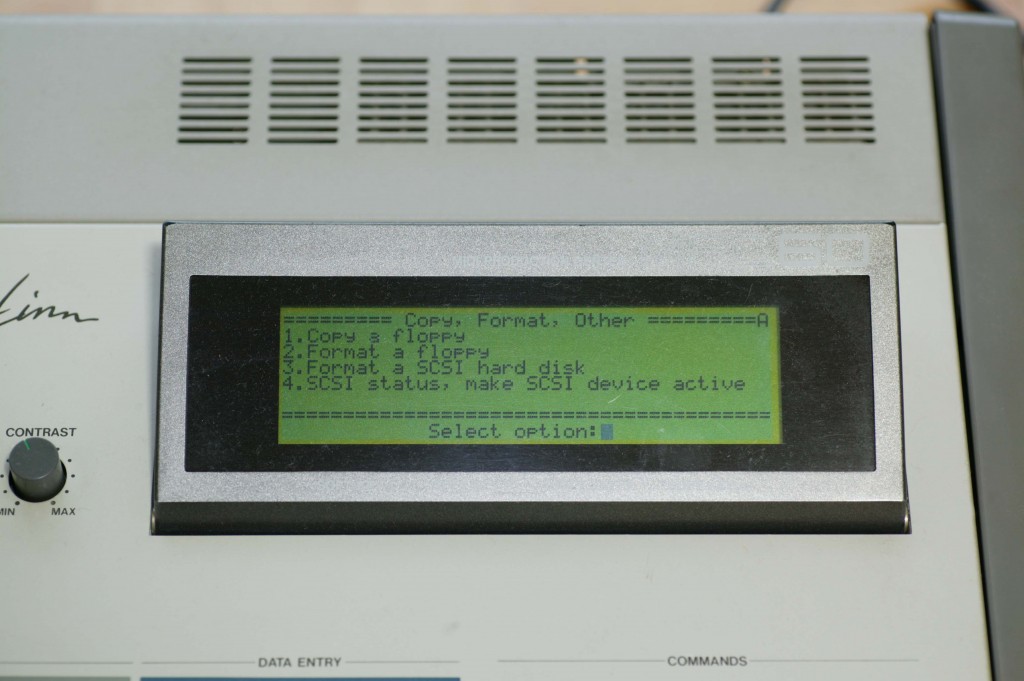 Linn
========= Copy, Format, Other =========A
1.Copy a floppy
2.Format a floppy
3.Format a SCSI hard disk
4.SCSI status, make SCSI device active
========================================
Select option:
CONTRAST
MIN MAX
DATA ENTRY
COMMANDS